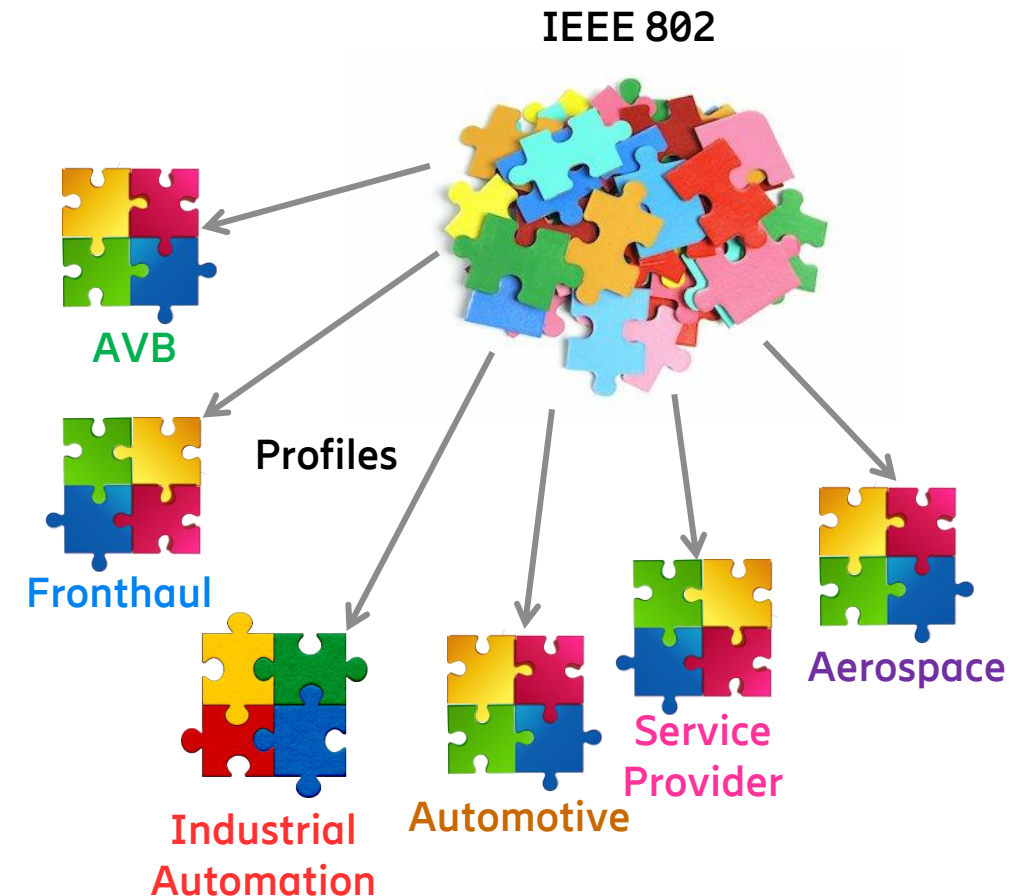 IEEE 802
AVB
Profiles
Fronthaul
Industrial
Automation
Automotive
Service
Provider
Aerospace